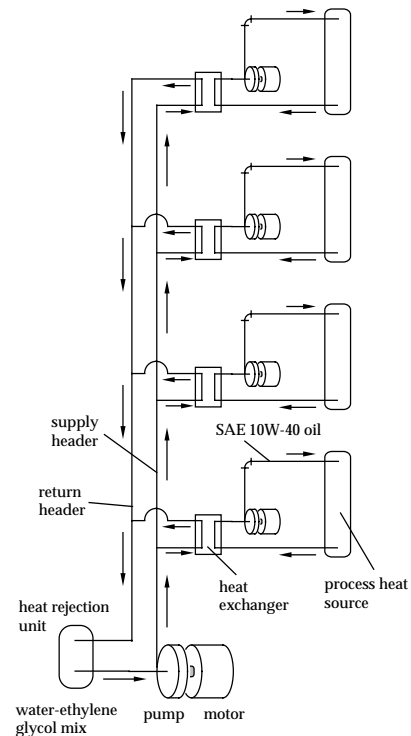 supply
header
SAE 10W-40 oil
return
header
heat
exchanger
process heat
source
heat rejection
unit
water-ethylene
glycol mix
pump
motor